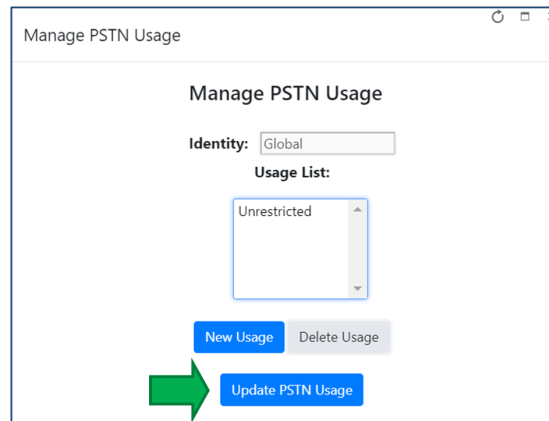 Manage PSTN Usage
Manage PSTN Usage
Identity: Global
Usage List:
Unrestricted
New Usage Delete Usage
Update PSTN Usage